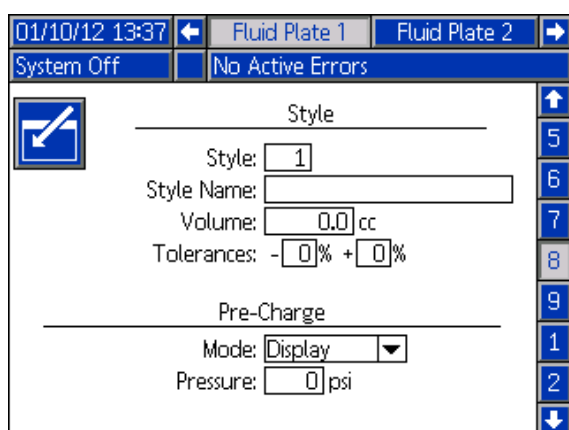 01/10/12 13:37 Fluid Plate 1 Fluid Plate 2
System Off No Active Errors
Style
5
Style: 1
6
Style Name:
7
Volume: 0.0 cc
Tolerances: - 0% + 0%
8
9
Pre-Charge
1
Mode: Display
2
Pressure: 0 psi